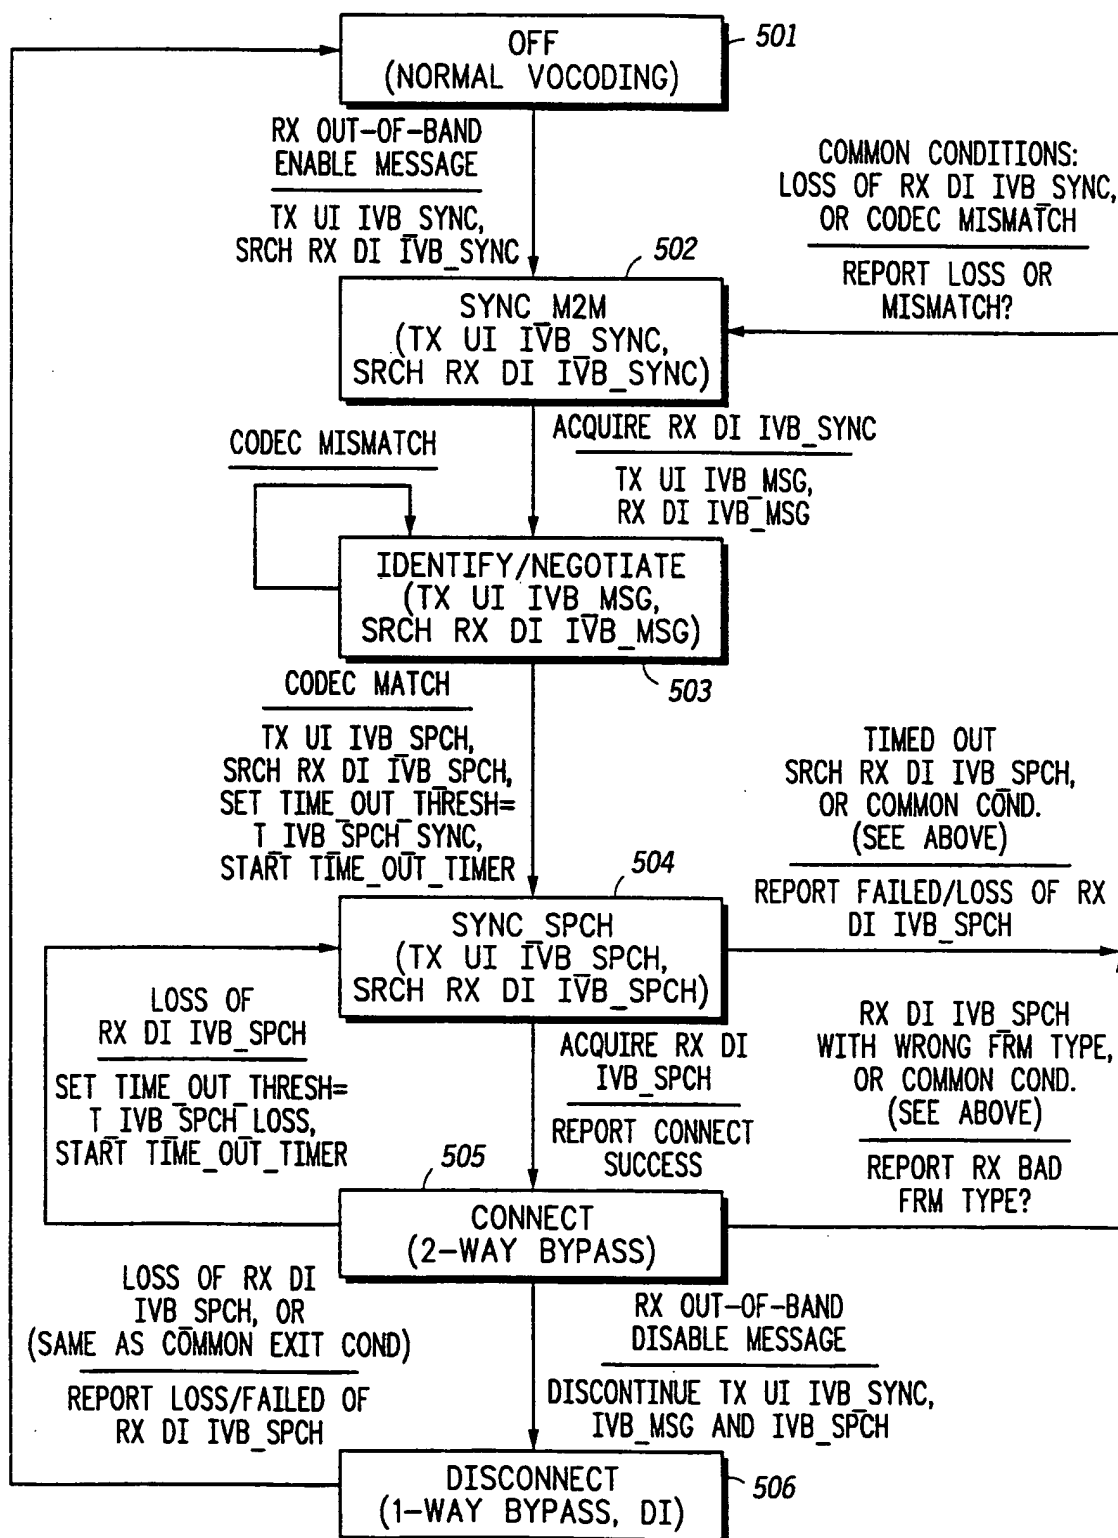 OFF
(NORMAL VOCODING)
501
RX OUT-OF-BAND
ENABLE MESSAGE
TX UI IVB_SYNC,
SRCH RX DI IVB_SYNC
COMMON CONDITIONS:
LOSS OF RX DI IVB_SYNC,
OR CODEC MISMATCH
REPORT LOSS OR
MISMATCH?
502
SYNC_M2M
(TX UI IVB_SYNC,
SRCH RX DI IVB_SYNC)
CODEC MISMATCH
ACQUIRE RX DI IVB_SYNC
TX UI IVB_MSG,
RX DI IVB_MSG
IDENTIFY/NEGOTIATE
(TX UI IVB_MSG,
SRCH RX DI IVB_MSG)
503
CODEC MATCH
TX UI IVB_SPCH,
SRCH RX DI IVB_SPCH,
SET TIME_OUT_THRESH=
T_IVB_SPCH_SYNC,
START TIME_OUT_TIMER
TIMED OUT
SRCH RX DI IVB_SPCH,
OR COMMON COND.
(SEE ABOVE)
REPORT FAILED/LOSS OF RX
DI IVB_SPCH
504
SYNC_SPCH
(TX UI IVB_SPCH,
SRCH RX DI IVB_SPCH)
LOSS OF
RX DI IVB_SPCH
SET TIME_OUT_THRESH=
T_IVB_SPCH_LOSS,
START TIME_OUT_TIMER
ACQUIRE RX DI
IVB_SPCH
REPORT CONNECT
SUCCESS
RX DI IVB_SPCH
WITH WRONG FRM TYPE,
OR COMMON COND.
(SEE ABOVE)
REPORT RX BAD
FRM TYPE?
505
CONNECT
(2-WAY BYPASS)
LOSS OF RX DI
IVB_SPCH, OR
(SAME AS COMMON EXIT COND)
REPORT LOSS/FAILED OF
RX DI IVB_SPCH
RX OUT-OF-BAND
DISABLE MESSAGE
DISCONTINUE TX UI IVB_SYNC,
IVB_MSG AND IVB_SPCH
DISCONNECT
(1-WAY BYPASS, DI)
506